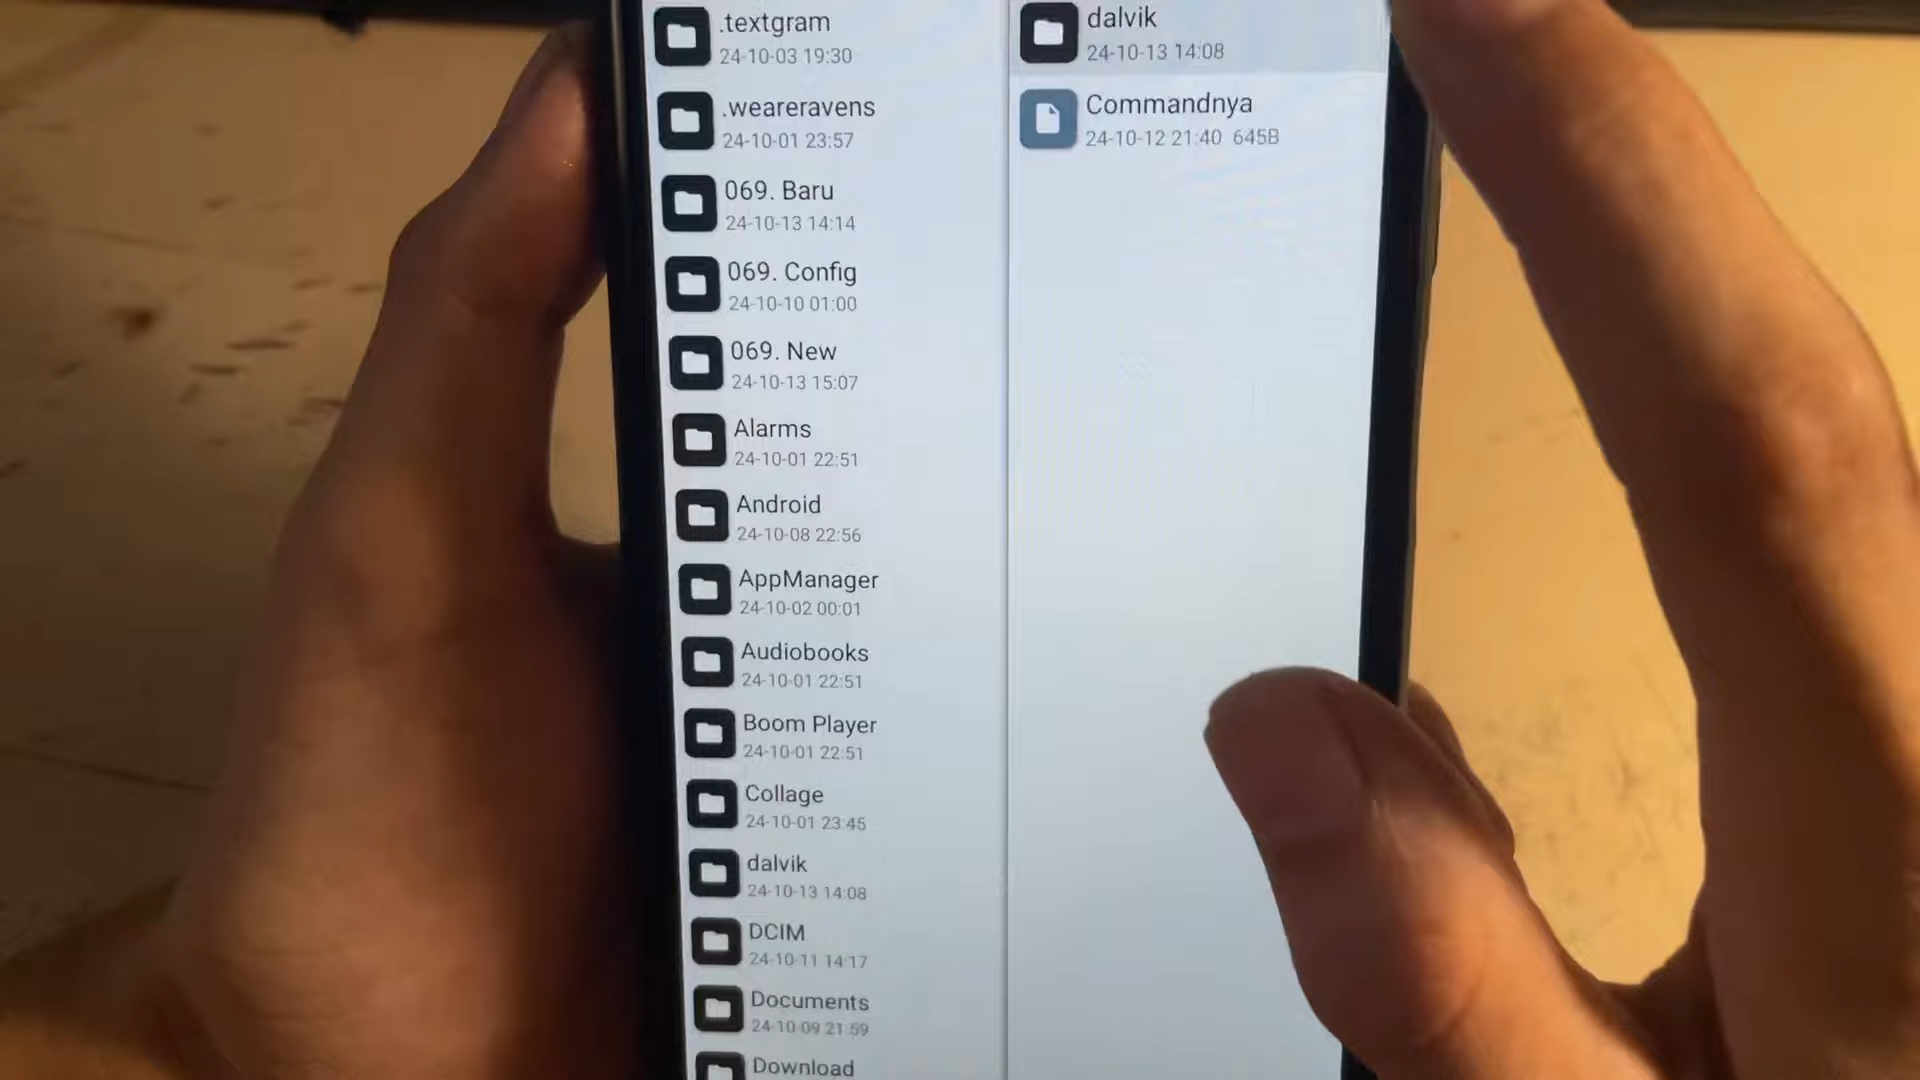 .textgram
24-10-03 19:30
.weareravens
24-10-01 23:57
069. Baru
24-10-13 14:14
069. Config
24-10-10 01:00
069. New
24-10-13 15:07
Alarms
24-10-01 22:51
Android
24-10-08 22:56
AppManager
24-10-02 00:01
Audiobooks
24-10-01 22:51
Boom Player
24-10-01 22:51
Collage
24-10-01 23:45
dalvik
24-10-13 14:08
DCIM
24-10-11 14:17
Documents
24-10-09 21:59
Download
dalvik
24-10-13 14:08
Commandnya
24-10-12 21:40 645B